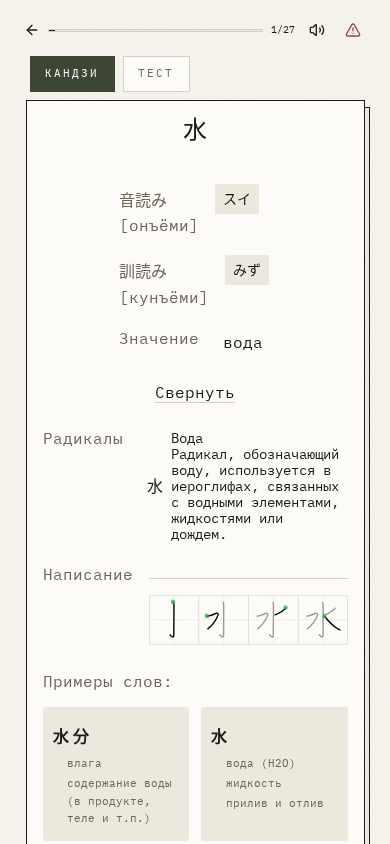 1/27
КАНДЗИ
ТЕСТ
水
音読み
スイ
[онъёми]
訓読み
みず
[кунъёми]
Значение
вода
Свернуть
Радикалы
水
Вода
Радикал, обозначающий
воду, используется в
иероглифах, связанных
с водными элементами,
жидкостями или
дождем.
Написание
Примеры слов:
水分
влага
содержание воды
(в продукте,
теле и т.п.)
水
вода (H2O)
жидкость
прилив и отлив